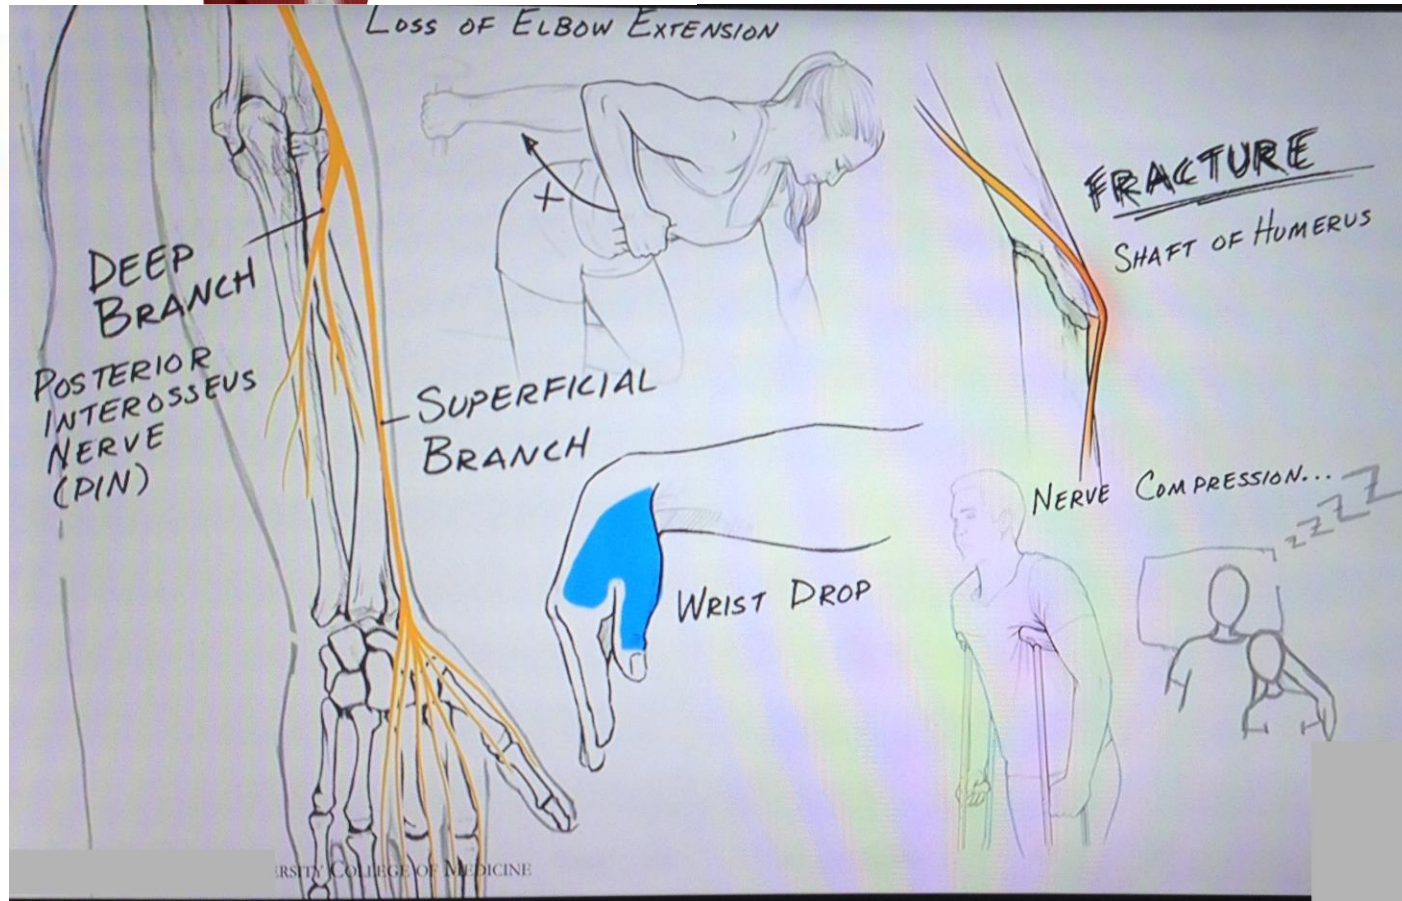 LOSS OF ELBOW EXTENSION
FRACTURE
SHAFT OF HUMERUS
DEEP
BRANCH
POSTERIOR
INTEROSSEUS
NERVE
(PIN)
SUPERFICIAL
BRANCH
NERVE COMPRESSION...
zzZZZ
WRIST DROP
COLLEGE OF MEDICINE